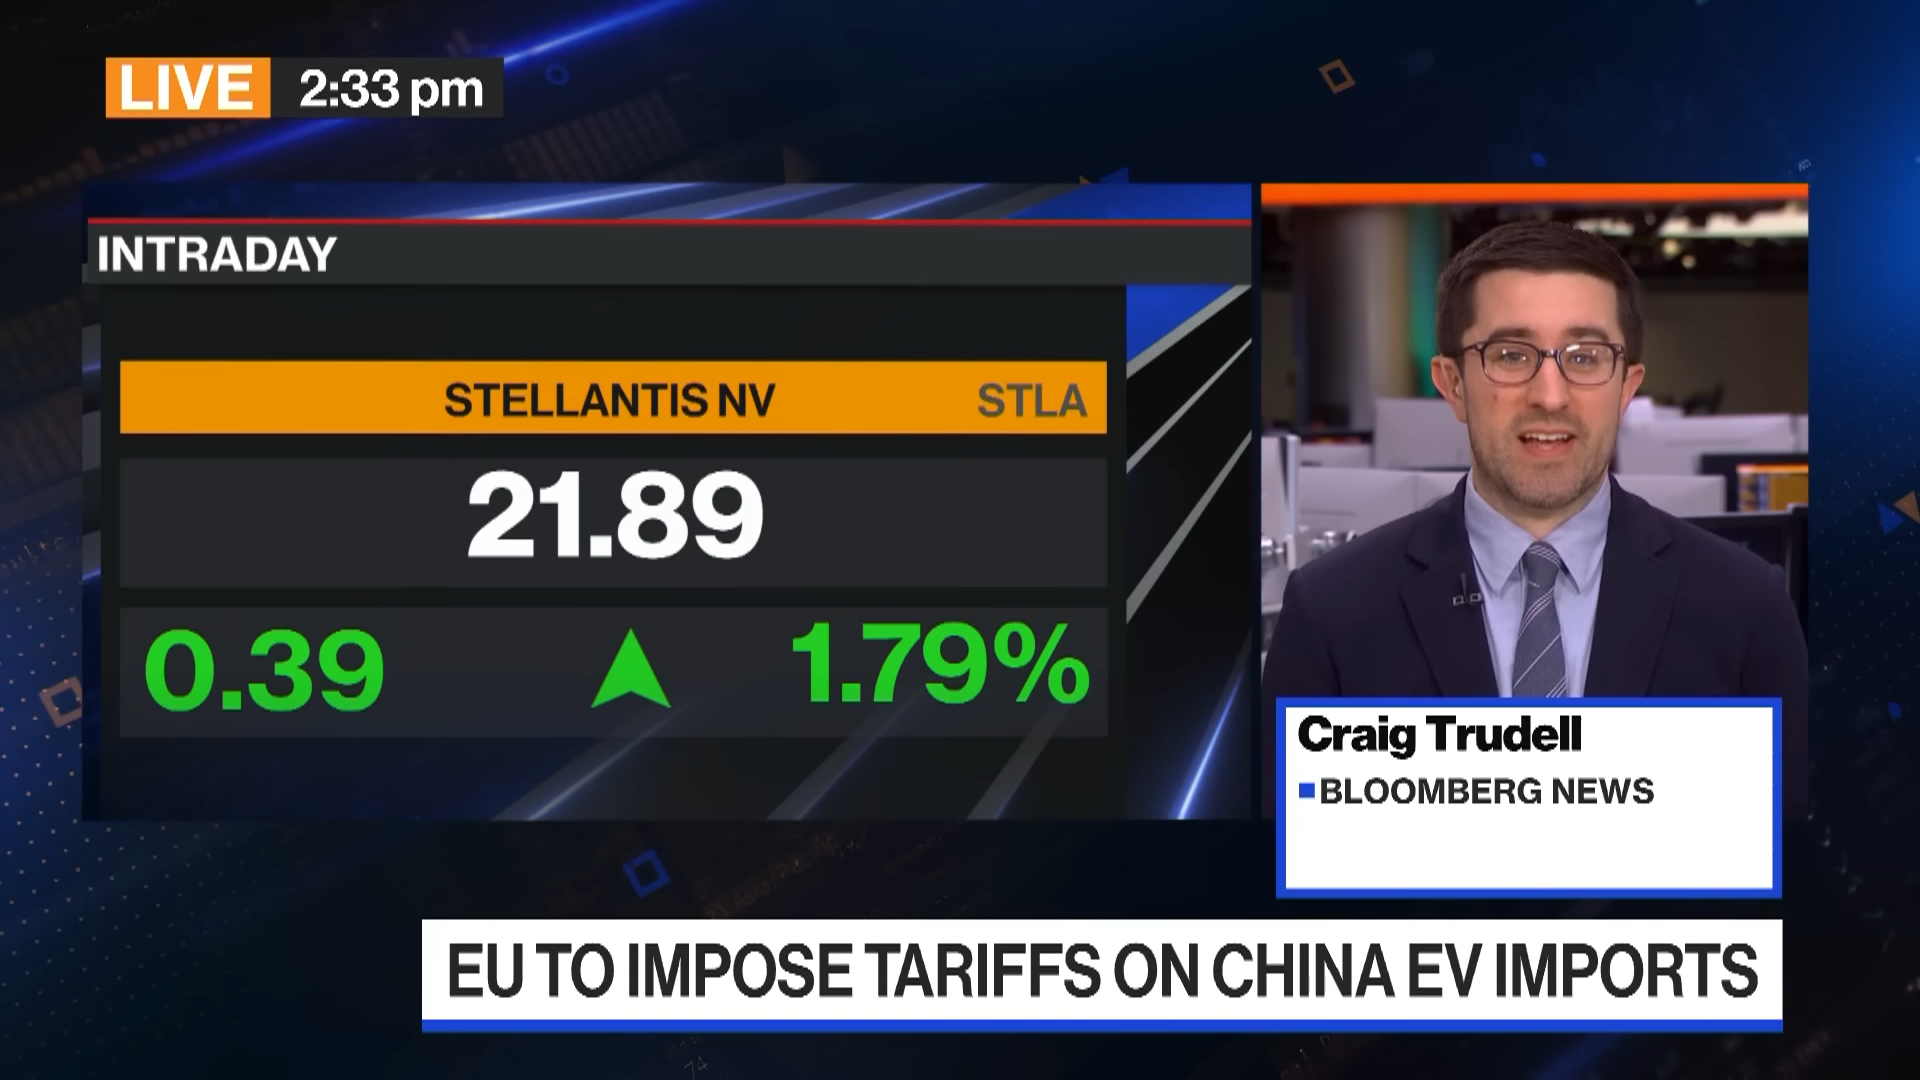 LIVE 2:33 pm
INTRADAY
STELLANTIS NV STLA
21.89
0.39 1.79%
Craig Trudell
BLOOMBERG NEWS
EU TO IMPOSE TARIFFS ON CHINA EV IMPORTS